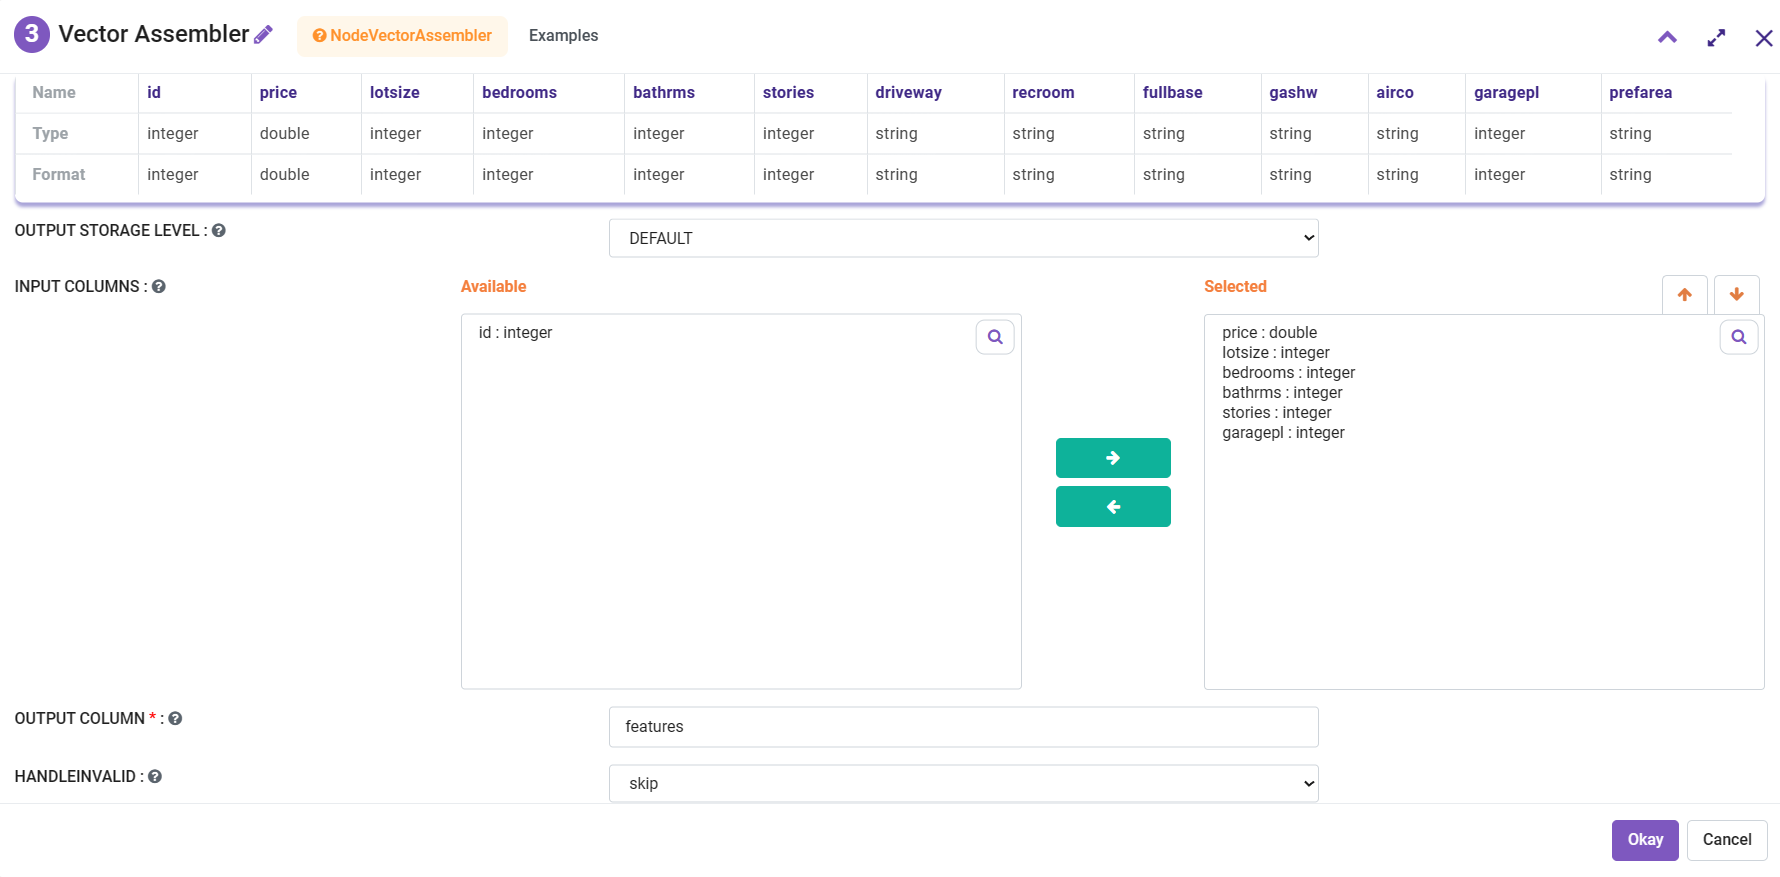 3 Vector Assembler NodeVectorAssembler Examples
Name id price lotsize bedrooms bathrms stories driveway recroom fullbase gashw airco garagepl prefarea
Type integer double integer integer integer integer string string string string string integer string
Format integer double integer integer integer integer string string string string string integer string
OUTPUT STORAGE LEVEL :
DEFAULT
INPUT COLUMNS :
Available
id : integer
Selected
price : double
lotsize : integer
bedrooms : integer
bathrms : integer
stories : integer
garagepl : integer
OUTPUT COLUMN * :
features
HANDLEINVALID :
skip
Okay Cancel